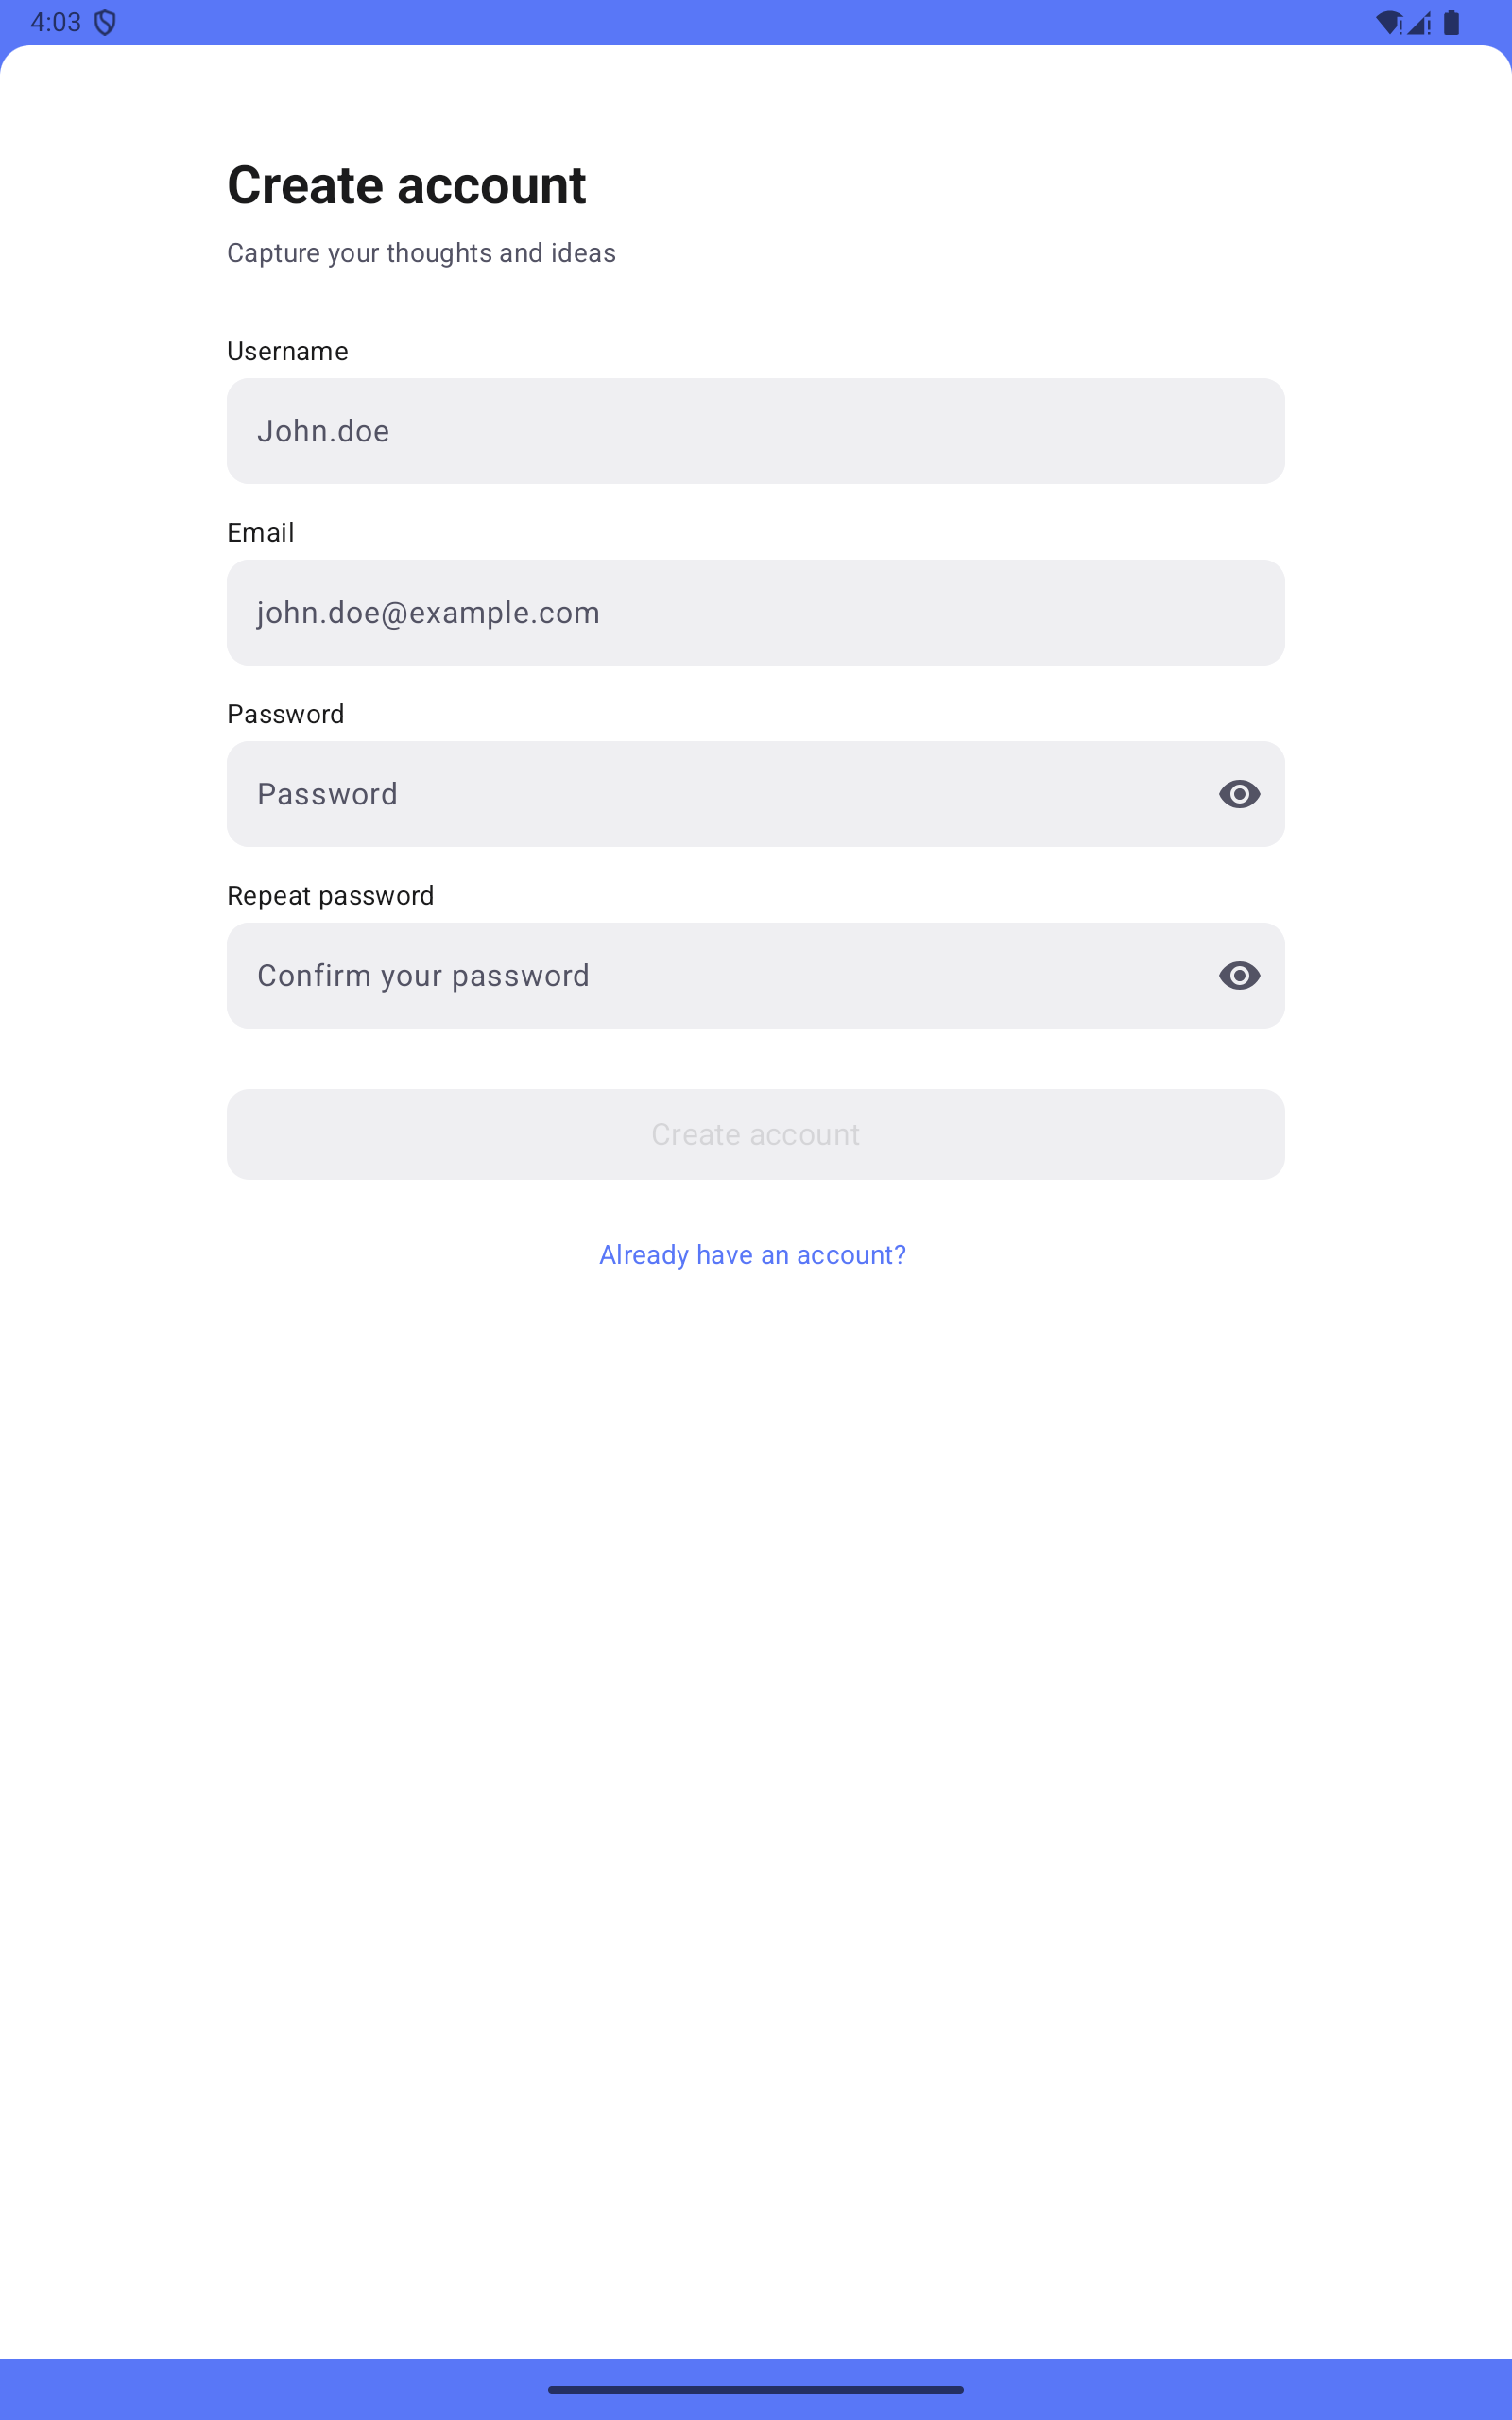 4:03
Create account
Capture your thoughts and ideas
Username
John.doe
Email
john.doe@example.com
Password
Password
Repeat password
Confirm your password
Create account
Already have an account?